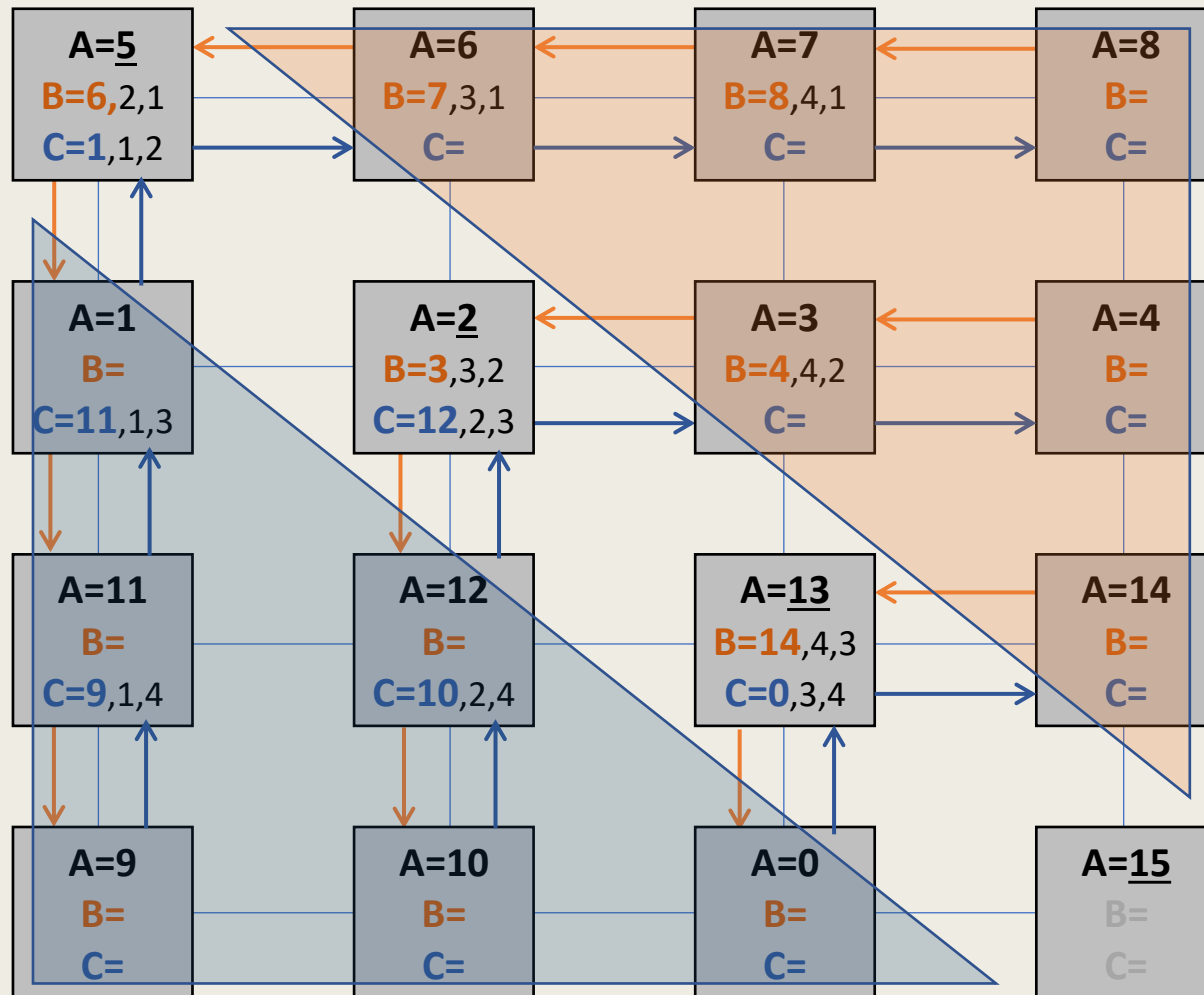 A=5
B=6,2,1
C=1,1,2
A=6
B=7,3,1
C=
A=7
B=8,4,1
C=
A=8
B=
C=
A=1
B=
C=11,1,3
A=2
B=3,3,2
C=12,2,3
A=3
B=4,4,2
C=
A=4
B=
C=
A=11
B=
C=9,1,4
A=12
B=
C=10,2,4
A=13
B=14,4,3
C=0,3,4
A=14
B=
C=
A=9
B=
C=
A=10
B=
C=
A=0
B=
C=
A=15
B=
C=